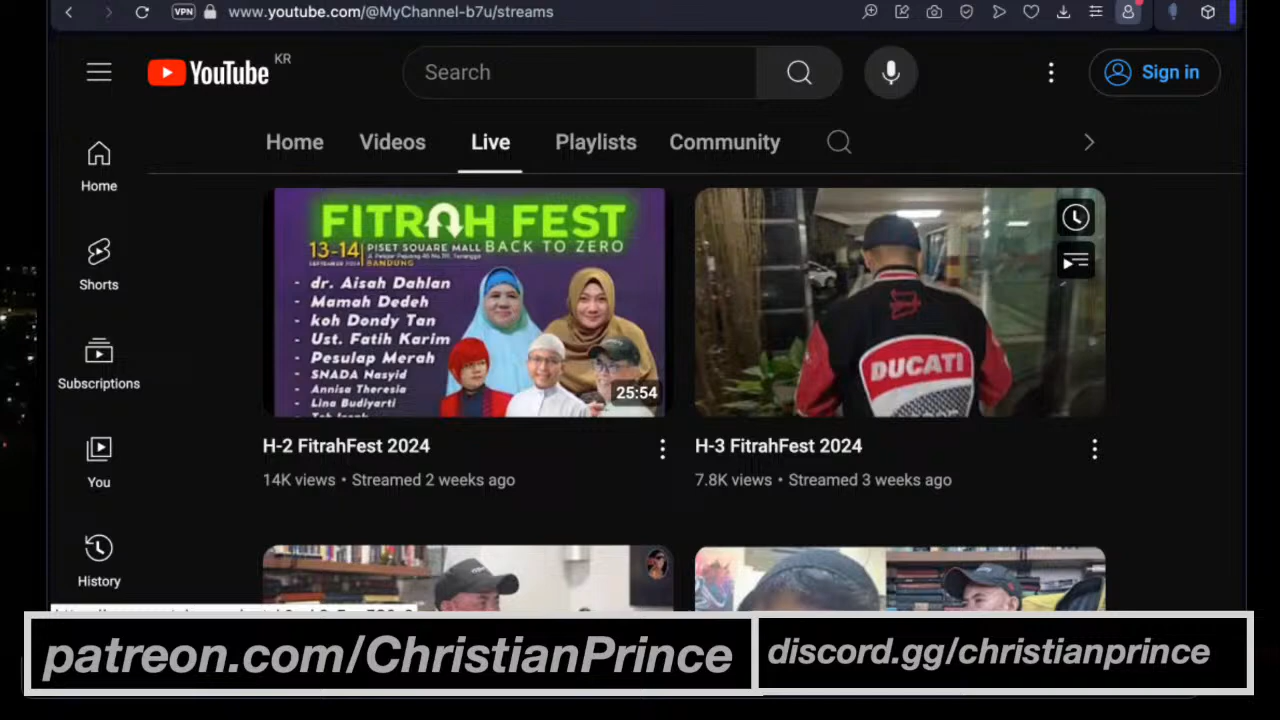 VPN www.youtube.com/@MyChannel-b7u/streams
YouTube KR
Search
Sign in
Home Videos Live Playlists Community
Home
Shorts
Subscriptions
You
History
FITRAH FEST
13-14 PISET SQUARE MALL BACK TO ZERO
SEPTEMBER 2024 BANDUNG
- dr. Aisah Dahlan
- Mamah Dedeh
- koh Dondy Tan
- Ust. Fatih Karim
- Pesulap Merah
- SNADA Nasyid
- Annisa Theresia
- Lina Budiyarti
25:54
DUCATI
H-2 FitrahFest 2024
14K views • Streamed 2 weeks ago
H-3 FitrahFest 2024
7.8K views • Streamed 3 weeks ago
patreon.com/ChristianPrince
discord.gg/christianprince